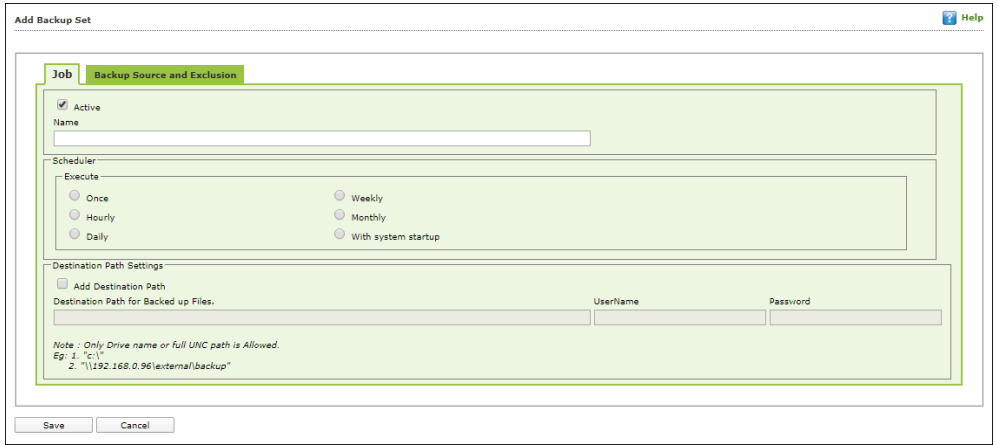 Add Backup Set
? Help
Job Backup Source and Exclusion
Active
Name
Scheduler
Execute
Once Weekly
Hourly Monthly
Daily With system startup
Destination Path Settings
Add Destination Path
Destination Path for Backed up Files. UserName Password
Note : Only Drive name or full UNC path is Allowed.
Eg: 1. "c:\"
2. "\\192.168.0.96\external\backup"
Save Cancel